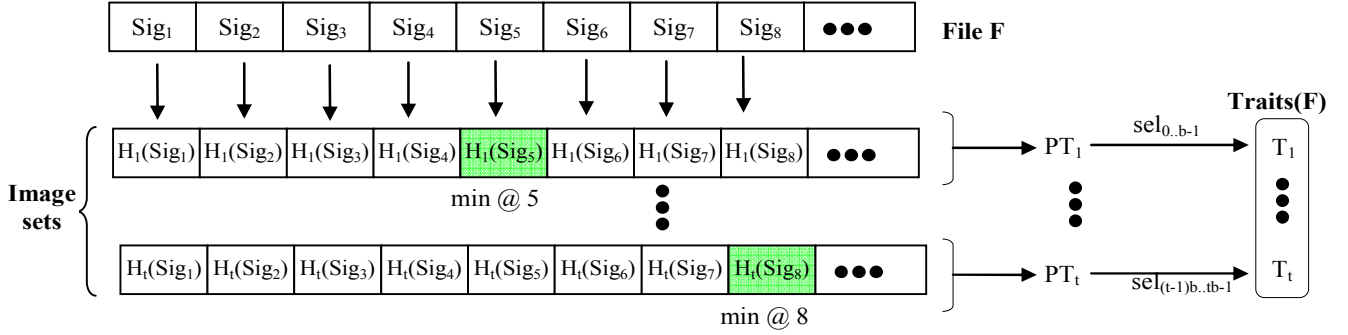 Sig₁ Sig₂ Sig₃ Sig₄ Sig₅ Sig₆ Sig₇ Sig₈ ●●● File F
Traits(F)
H₁(Sig₁) H₁(Sig₂) H₁(Sig₃) H₁(Sig₄) H₁(Sig₅) H₁(Sig₆) H₁(Sig₇) H₁(Sig₈) ●●● PT₁ sel₀..b-₁ T₁
min @ 5
Image
sets
Hₜ(Sig₁) Hₜ(Sig₂) Hₜ(Sig₃) Hₜ(Sig₄) Hₜ(Sig₅) Hₜ(Sig₆) Hₜ(Sig₇) Hₜ(Sig₈) ●●● PTₜ sel₍ₜ₋₁₎b..tb-1 Tₜ
min @ 8